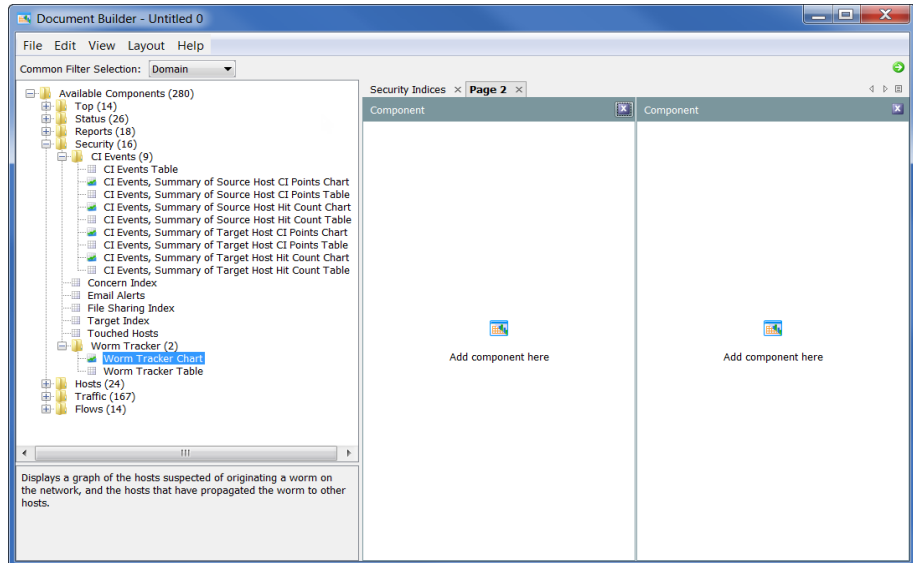 Document Builder - Untitled 0
File Edit View Layout Help
Common Filter Selection: Domain
Available Components (280)
Top (14)
Status (26)
Reports (18)
Security (16)
CI Events (9)
CI Events Table
CI Events, Summary of Source Host CI Points Chart
CI Events, Summary of Source Host CI Points Table
CI Events, Summary of Source Host Hit Count Chart
CI Events, Summary of Source Host Hit Count Table
CI Events, Summary of Target Host CI Points Chart
CI Events, Summary of Target Host CI Points Table
CI Events, Summary of Target Host Hit Count Chart
CI Events, Summary of Target Host Hit Count Table
Concern Index
Email Alerts
File Sharing Index
Target Index
Touched Hosts
Worm Tracker (2)
Worm Tracker Chart
Worm Tracker Table
Hosts (24)
Traffic (167)
Flows (14)
Displays a graph of the hosts suspected of originating a worm on
the network, and the hosts that have propagated the worm to other
hosts.
Security Indices Page 2
Component
Add component here
Component
Add component here